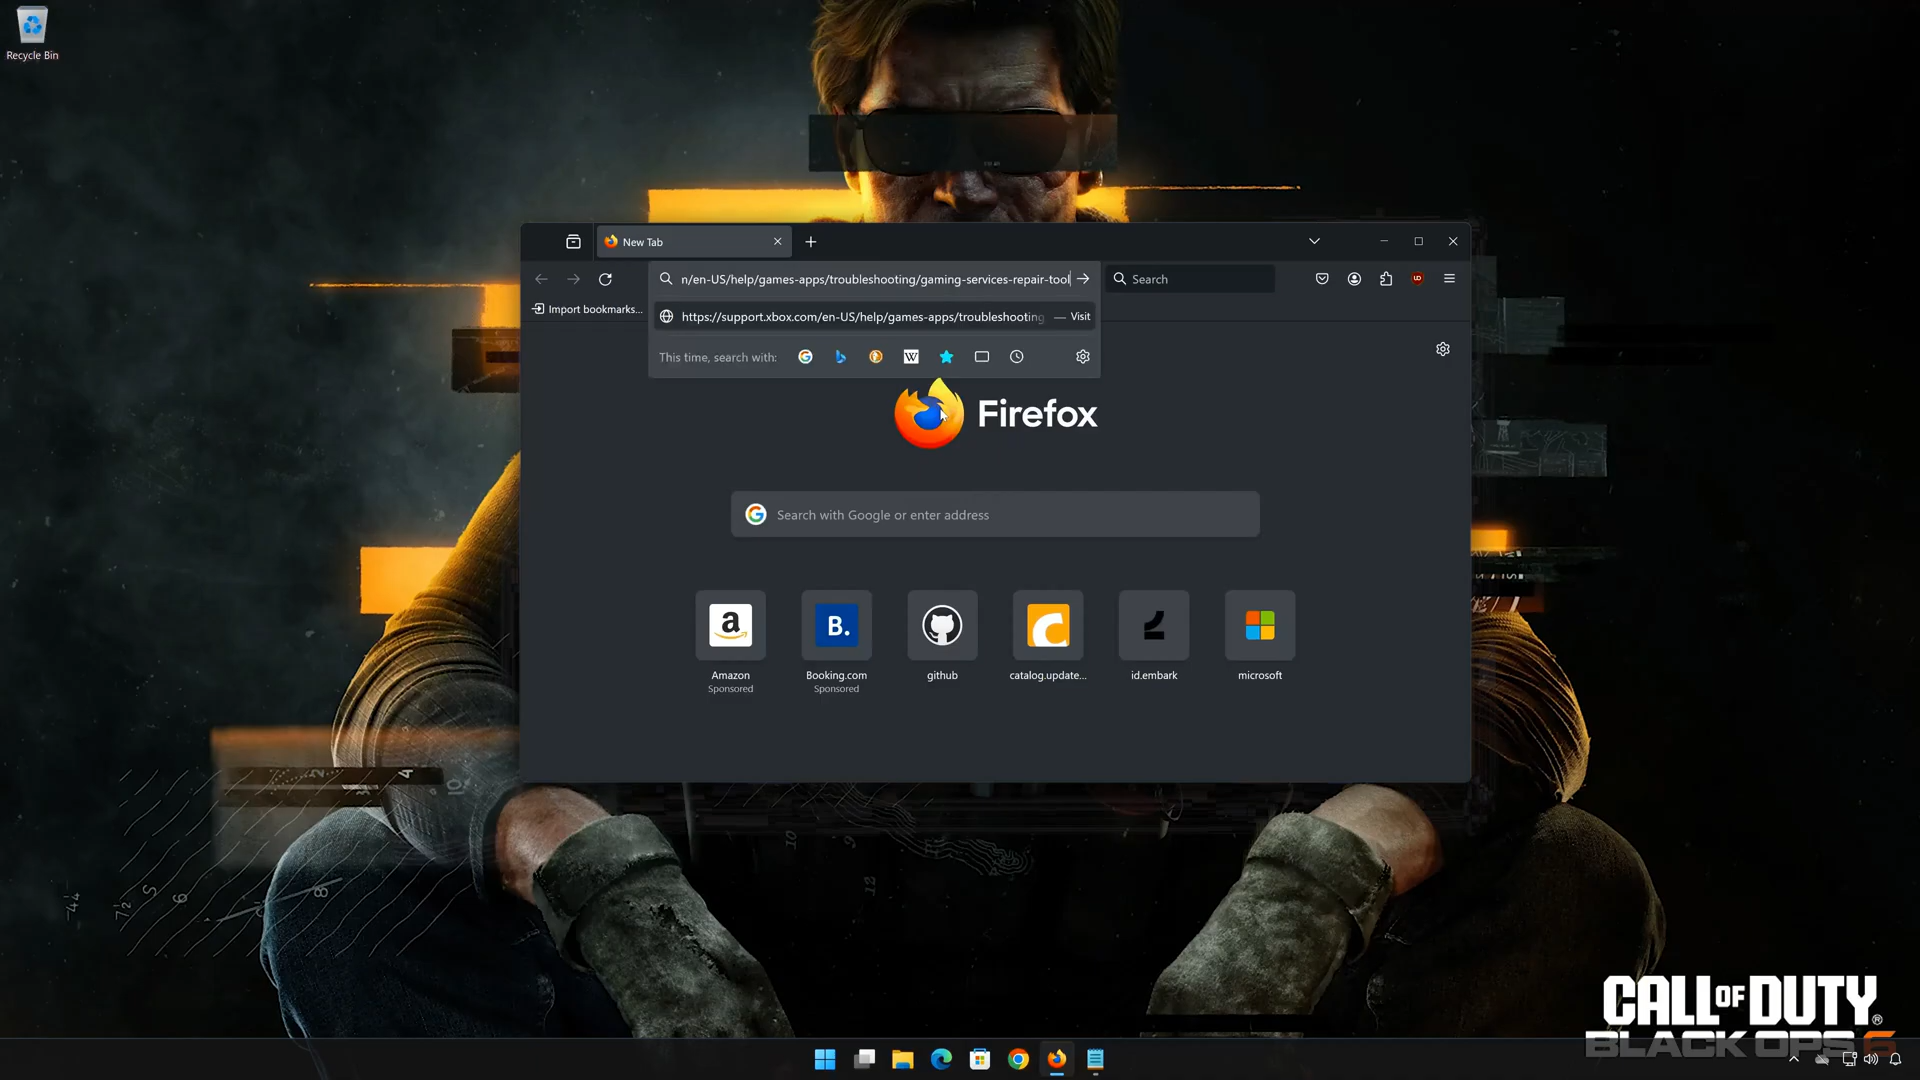 Recycle Bin
New Tab
n/en-US/help/games-apps/troubleshooting/gaming-services-repair-tool
Search
Import bookmarks...
https://support.xbox.com/en-US/help/games-apps/troubleshooting — Visit
This time, search with:
W
Firefox
Search with Google or enter address
a
B.
Amazon
Sponsored
Booking.com
Sponsored
github
catalog.update...
id.embark
microsoft
CALL OF DUTY®
BLACK OPS 6